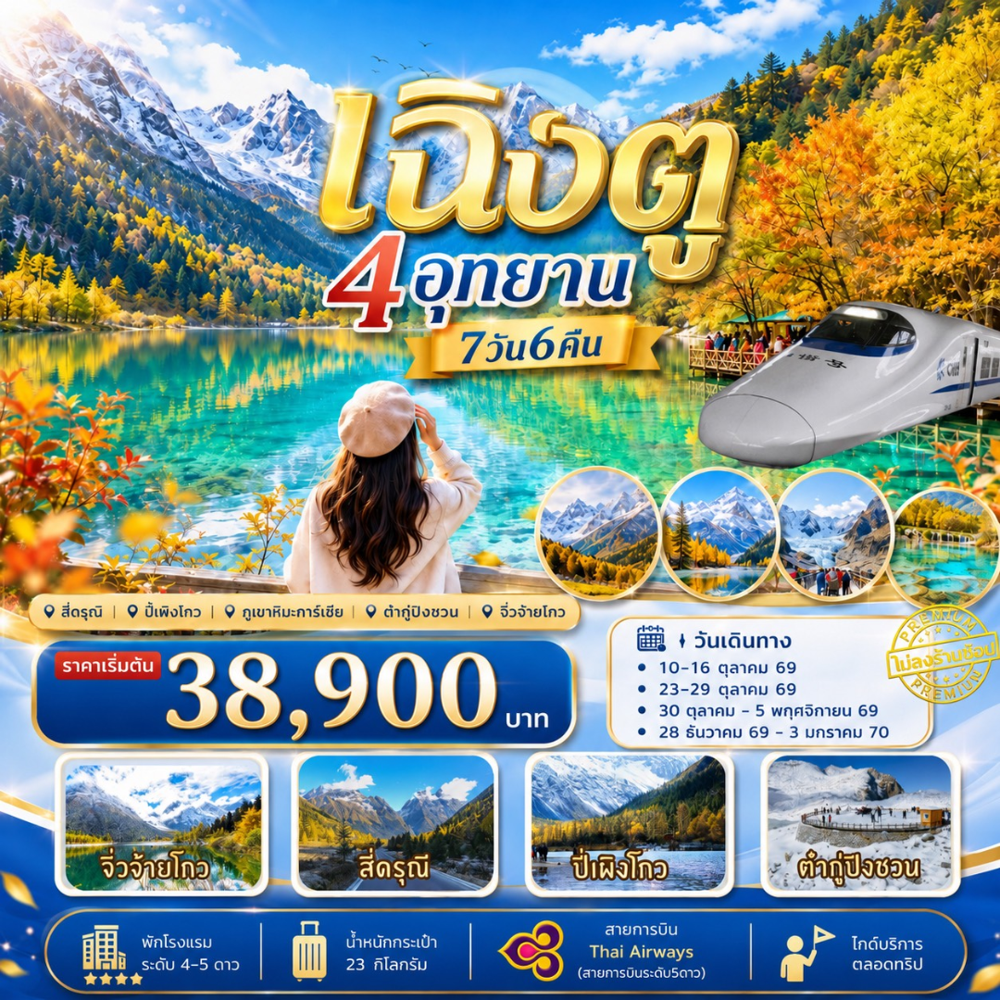 เฉิงตู
4 อุทยาน
7 วัน 6 คืน
สี่ดรุณี | ปี้เผิงโกว | ภูเขาหิมะการ์เซีย | ต๋ากู่ปิงชวน | จิ่วจ้ายโกว
ราคาเริ่มต้น
38,900 บาท
วันเดินทาง
• 10-16 ตุลาคม 69
• 23-29 ตุลาคม 69
• 30 ตุลาคม - 5 พฤศจิกายน 69
• 28 ธันวาคม 69 - 3 มกราคม 70
PREMIUM
ไม่ลงร้านช้อป
PREMIUM
จิ่วจ้ายโกว
สี่ดรุณี
ปี่เผิงโกว
ต๋ากู่ปิงชวน
พักโรงแรม
ระดับ 4-5 ดาว
น้ำหนักกระเป๋า
23 กิโลกรัม
สายการบิน
Thai Airways
(สายการบินระดับ5ดาว)
ไกด์บริการ
ตลอดทริป